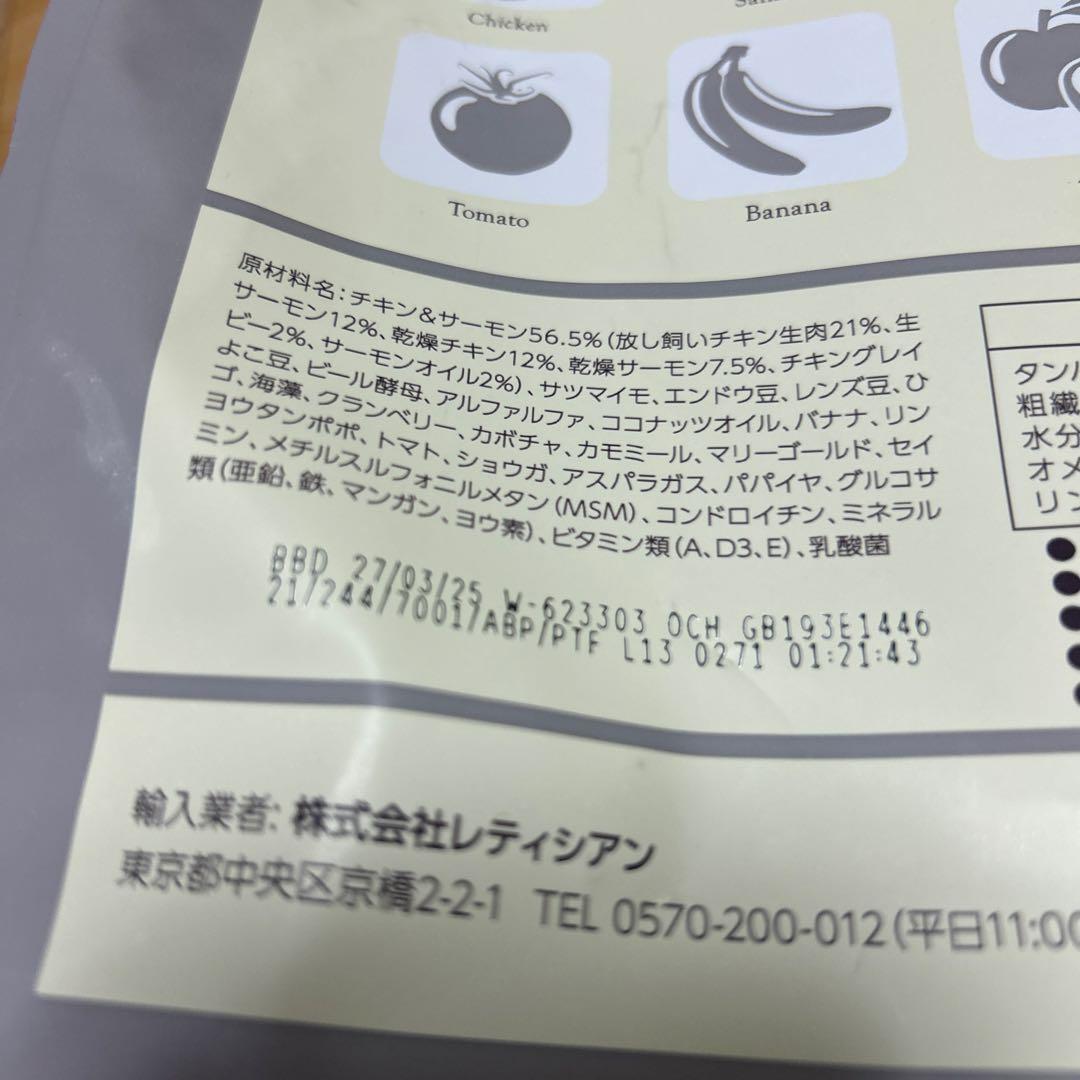 Chicken
Tomato
Banana
原材料名：チキン&サーモン56.5%（放し飼いチキン生肉21%、生
サーモン12%、乾燥チキン12%、乾燥サーモン7.5%、チキングレイ
ビー2%、サーモンオイル2%）、サツマイモ、エンドウ豆、レンズ豆、ひ
よこ豆、ビール酵母、アルファルファ、ココナッツオイル、バナナ、リン
ゴ、海藻、クランベリー、カボチャ、カモミール、マリーゴールド、セイ
ヨウタンポポ、トマト、ショウガ、アスパラガス、パパイヤ、グルコサ
ミン、メチルスルフォニルメタン（MSM）、コンドロイチン、ミネラル
類（亜鉛、鉄、マンガン、ヨウ素）、ビタミン類（A、D3、E）、乳酸菌
タンパ
粗繊
水分
オメ
リン
BBD 27/03/25 W-623303 OCH GB193E1446
21/244/70017/ABP/PTF L13 0271 01:21:43
輸入業者: 株式会社レティシアン
東京都中央区京橋2-2-1 TEL 0570-200-012（平日11:00